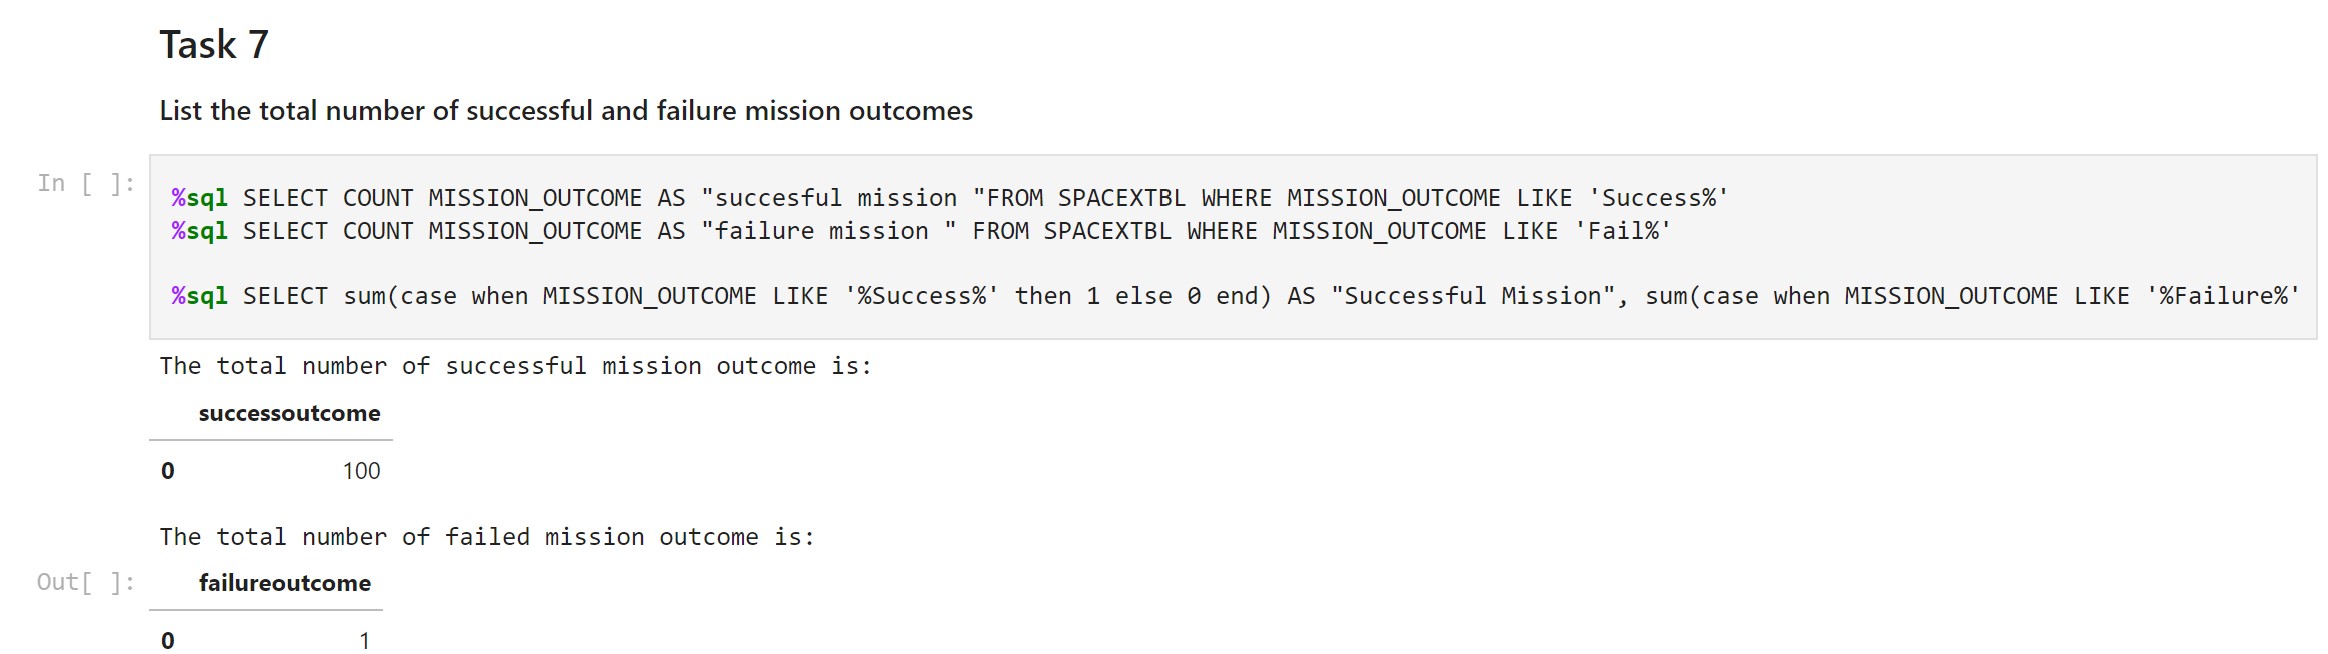 Task 7
List the total number of successful and failure mission outcomes
In [ ]:
%sql SELECT COUNT MISSION_OUTCOME AS "succesful mission "FROM SPACEXTBL WHERE MISSION_OUTCOME LIKE 'Success%'
%sql SELECT COUNT MISSION_OUTCOME AS "failure mission " FROM SPACEXTBL WHERE MISSION_OUTCOME LIKE 'Fail%'
%sql SELECT sum(case when MISSION_OUTCOME LIKE '%Success%' then 1 else 0 end) AS "Successful Mission", sum(case when MISSION_OUTCOME LIKE '%Failure%'
The total number of successful mission outcome is:
successoutcome
0 100
The total number of failed mission outcome is:
Out[ ]:
failureoutcome
0 1